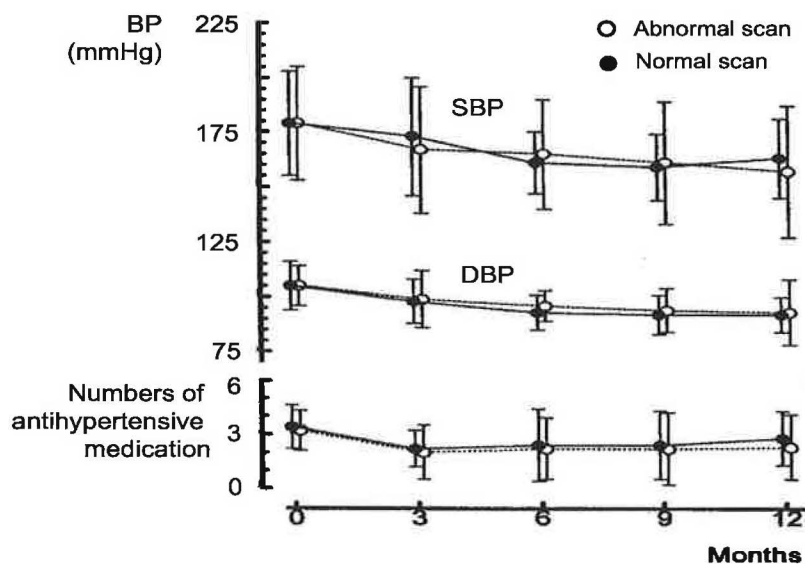 BP
(mmHg)
225
175
125
75
Abnormal scan
Normal scan
SBP
DBP
Numbers of
antihypertensive
medication
6
3
0
0 3 6 9 12
Months